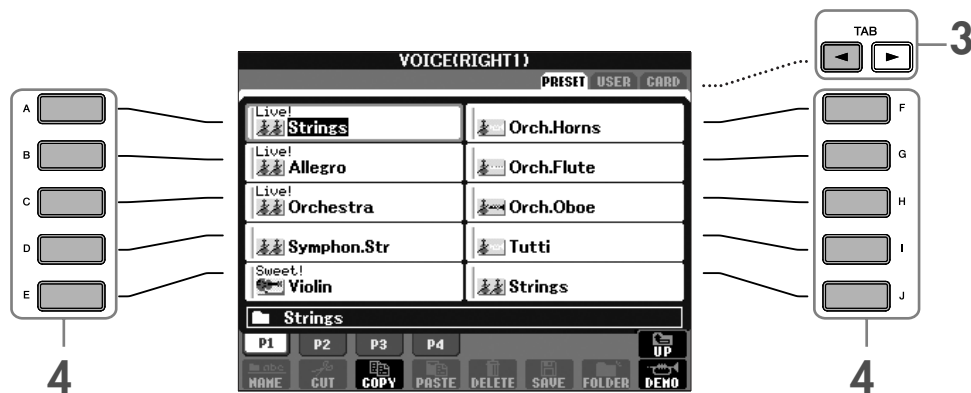 TAB
3
VOICE(RIGHT1)
PRESET USER CARD
A
Live!
Strings
Orch.Horns
F
B
Live!
Allegro
Orch.Flute
G
C
Live!
Orchestra
Orch.Oboe
H
D
Symphon.Str
Tutti
I
E
Sweet!
Violin
Strings
J
Strings
P1 P2 P3 P4 UP
abc
NAME CUT COPY PASTE DELETE SAVE FOLDER DEMO
4
4